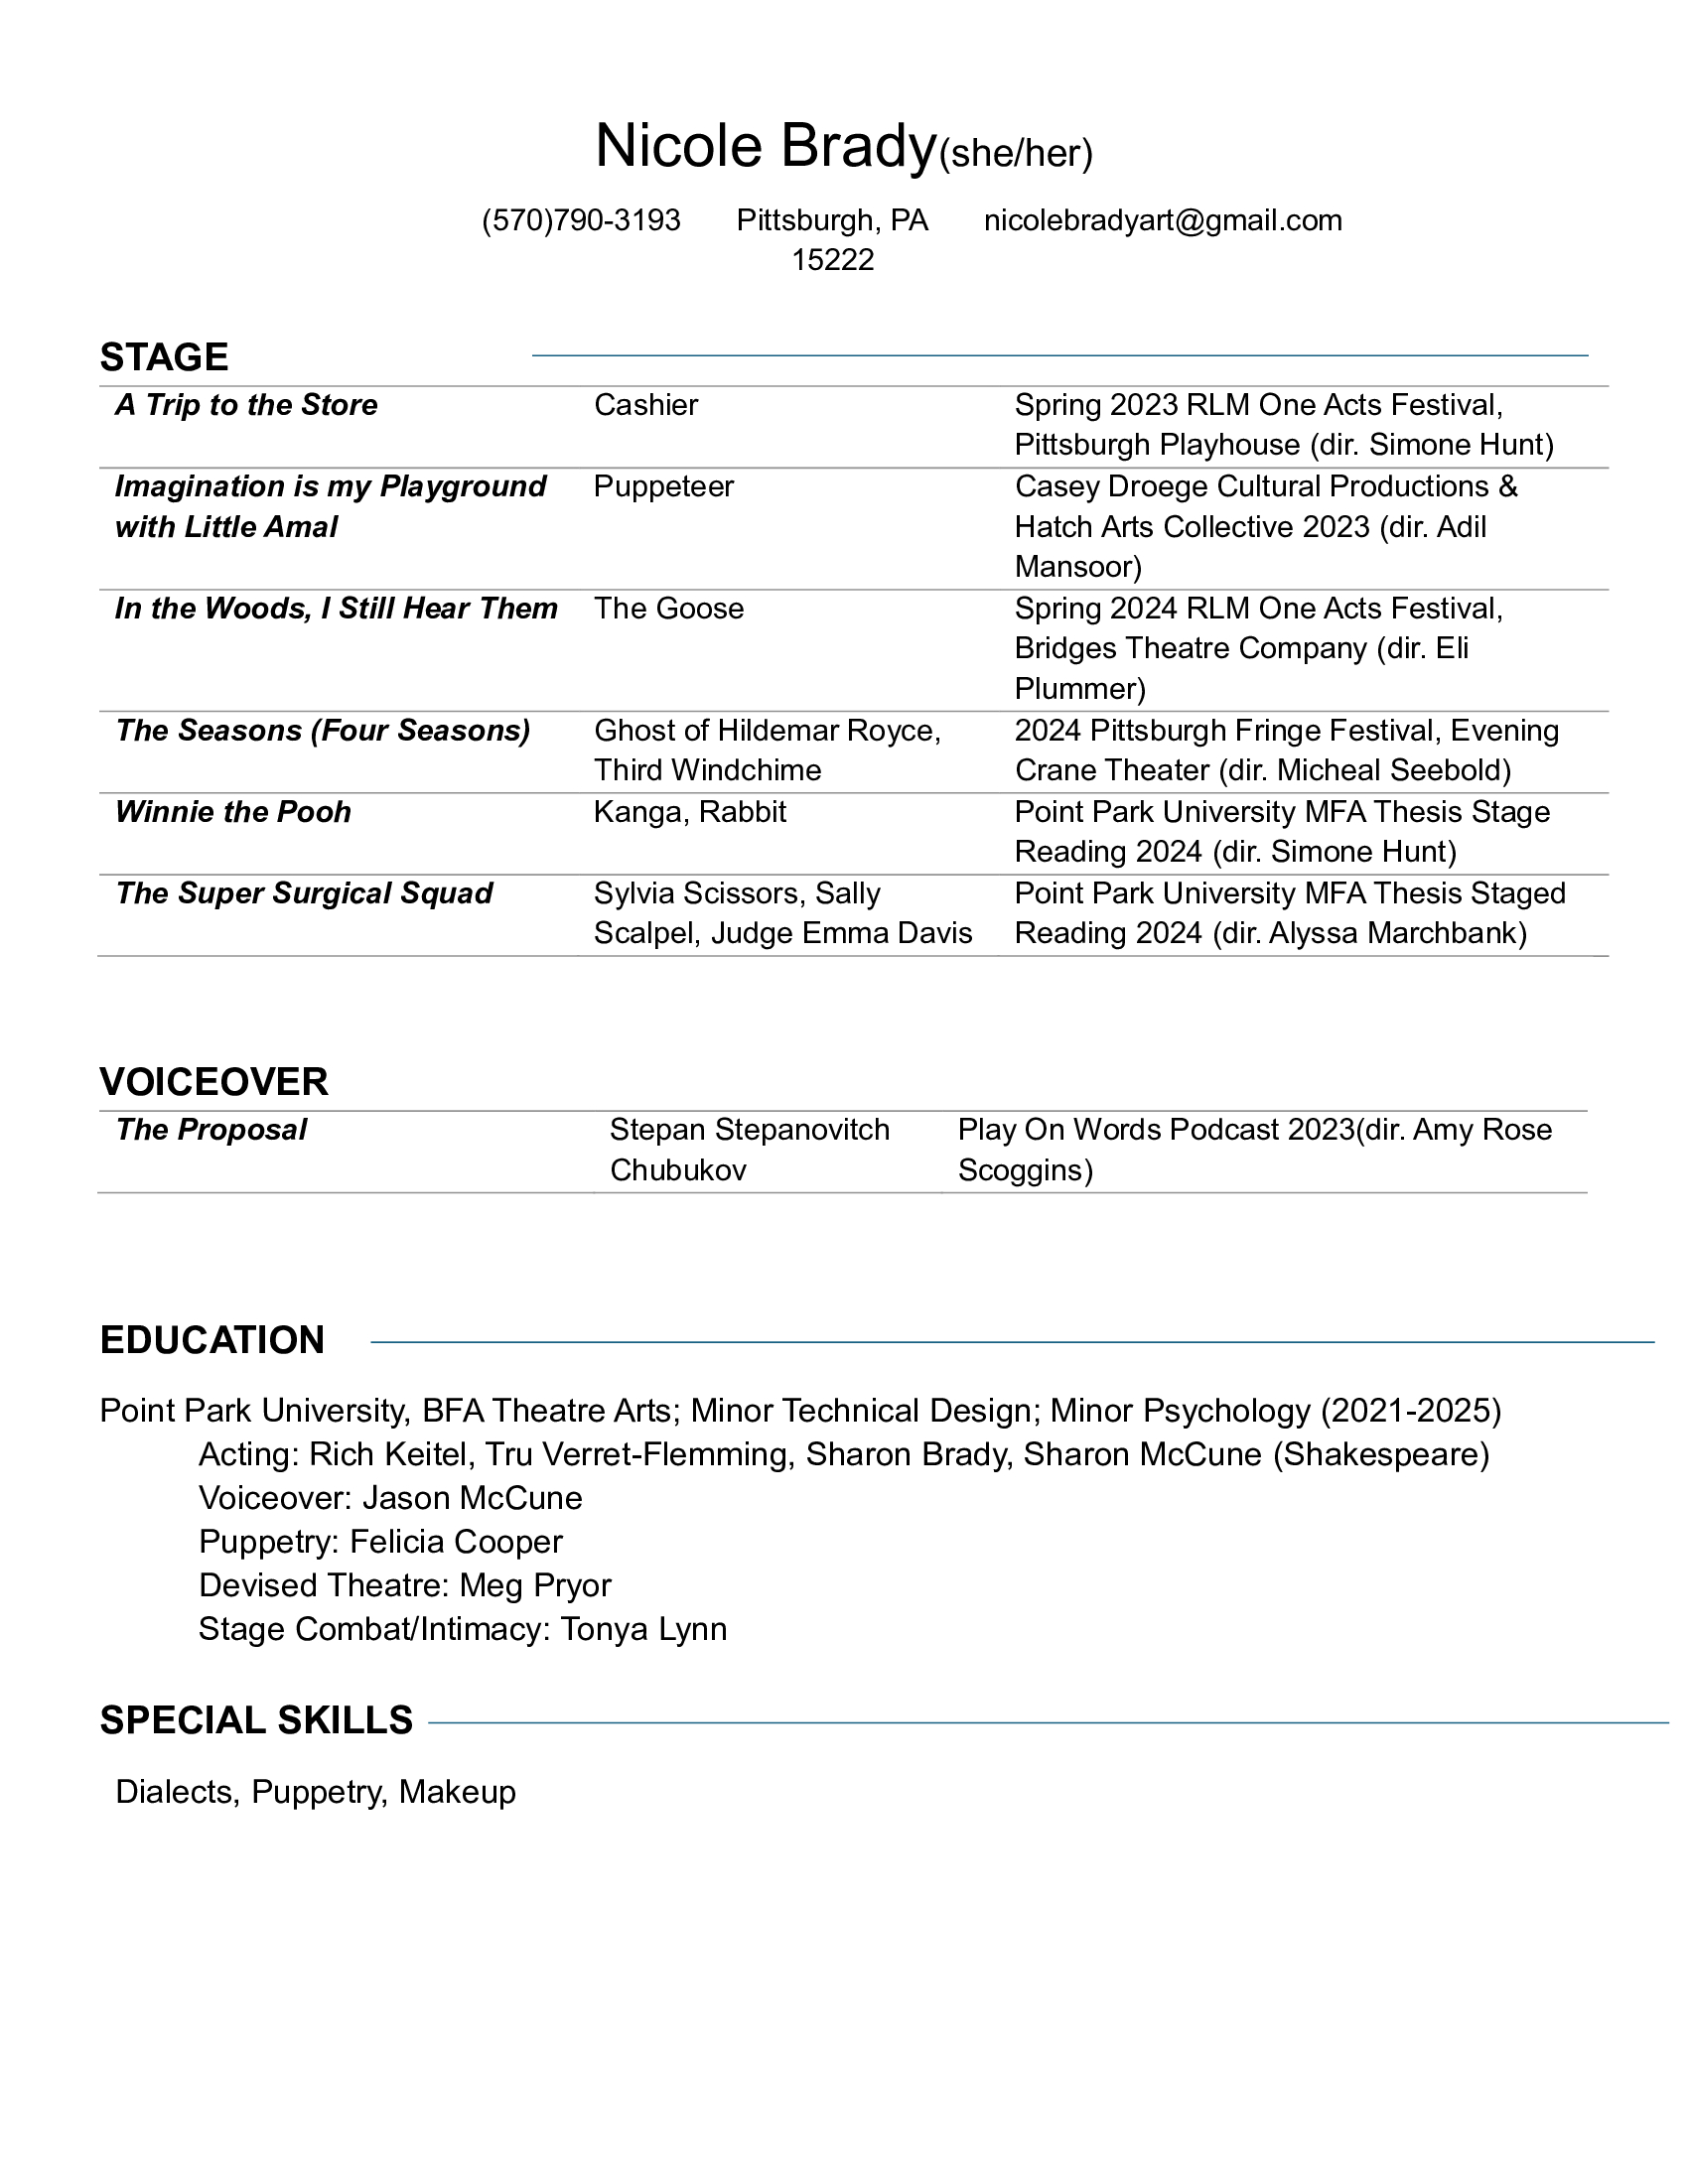 Nicole Brady(she/her)
(570)790-3193 Pittsburgh, PA nicolebradyart@gmail.com
15222
STAGE
A Trip to the Store Cashier Spring 2023 RLM One Acts Festival,
Pittsburgh Playhouse (dir. Simone Hunt)
Imagination is my Playground Puppeteer Casey Droege Cultural Productions &
with Little Amal Hatch Arts Collective 2023 (dir. Adil
Mansoor)
In the Woods, I Still Hear Them The Goose Spring 2024 RLM One Acts Festival,
Bridges Theatre Company (dir. Eli
Plummer)
The Seasons (Four Seasons) Ghost of Hildemar Royce, 2024 Pittsburgh Fringe Festival, Evening
Third Windchime Crane Theater (dir. Micheal Seebold)
Winnie the Pooh Kanga, Rabbit Point Park University MFA Thesis Stage
Reading 2024 (dir. Simone Hunt)
The Super Surgical Squad Sylvia Scissors, Sally Point Park University MFA Thesis Staged
Scalpel, Judge Emma Davis Reading 2024 (dir. Alyssa Marchbank)
VOICEOVER
The Proposal Stepan Stepanovitch Play On Words Podcast 2023(dir. Amy Rose
Chubukov Scoggins)
EDUCATION
Point Park University, BFA Theatre Arts; Minor Technical Design; Minor Psychology (2021-2025)
Acting: Rich Keitel, Tru Verret-Flemming, Sharon Brady, Sharon McCune (Shakespeare)
Voiceover: Jason McCune
Puppetry: Felicia Cooper
Devised Theatre: Meg Pryor
Stage Combat/Intimacy: Tonya Lynn
SPECIAL SKILLS
Dialects, Puppetry, Makeup